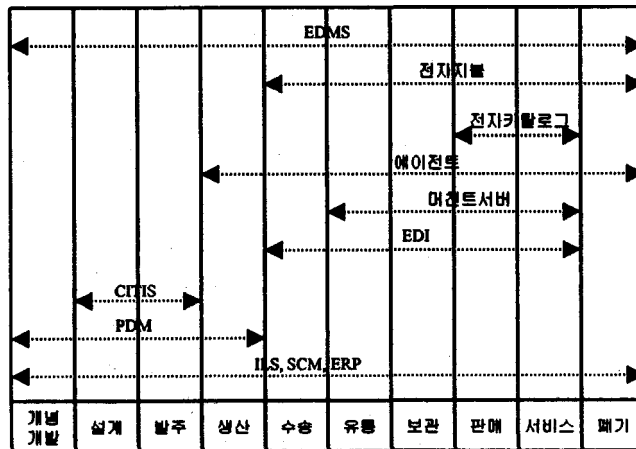 EDMS
전자지불
전자카탈로그
에이전트
머천트서버
EDI
CITIS
PDM
ILS, SCM, ERP
개념 설계 발주 생산 수송 유통 보관 판매 서비스 폐기
개발